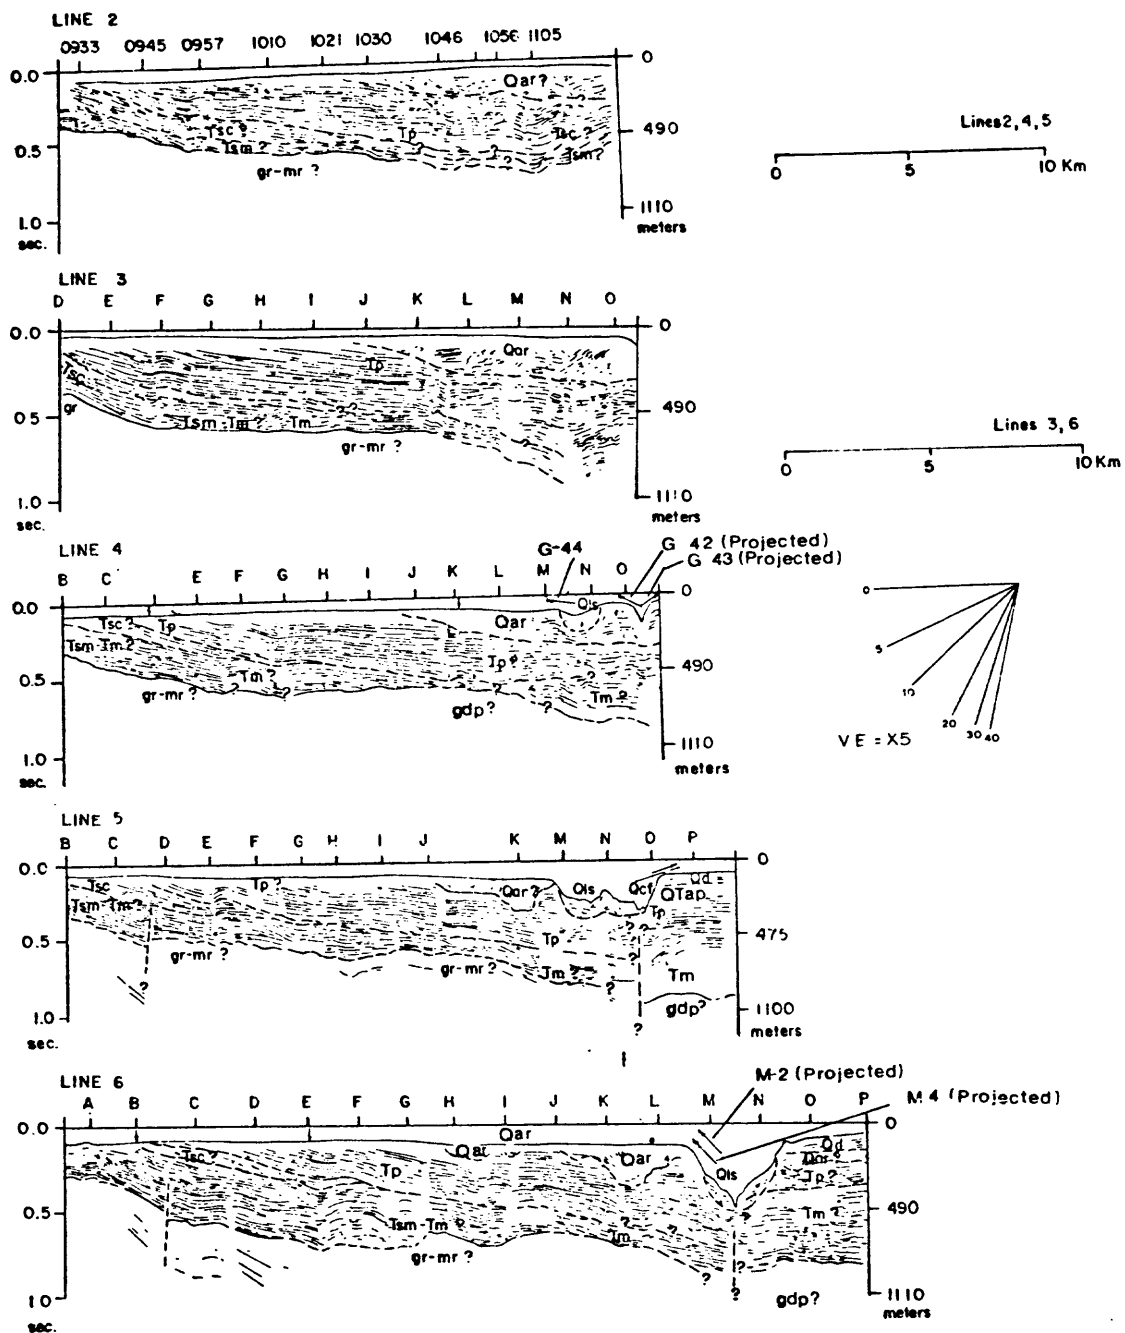 LINE 2
0933 0945 0957 1010 1021 1030 1046 1056 1105
0.0 0
Qar?
Tsc? Tp Tsc? 490
0.5 Tsm? ? ? ? Tsm?
gr-mr ?
1.0 1110
sec. meters
Lines 2, 4, 5
0 5 10 Km
LINE 3
D E F G H I J K L M N O
0.0 0
Qar
Tsc Tp
gr ? ? 490
0.5 Tsm-Tm? Tm
gr-mr ? ?
1.0 1110
sec. meters
Lines 3, 6
0 5 10 Km
LINE 4
G-44 G 42 (Projected)
G 43 (Projected)
B C E F G H I J K L M N O
0.0 Qls 0
Tsc? Tp Qar
Tsm-Tm? Tp? 490
0.5 Tm? ? Tm?
gr-mr ? ? ? gdp? ? ?
1.0 1110
sec. meters
0
5
10
20 30 40
VE = X5
LINE 5
B C D E F G H I J K M N O P
0.0 0
Tsc Tp? Qar? Qls Qcf Qd
QTap
Tsm-Tm? Tp
? ?
0.5 Tp 475
gr-mr ? gr-mr? Tm ? ? Tm
? ? gdp?
1.0 ? 1100
sec. meters
LINE 6
M-2 (Projected)
M 4 (Projected)
A B C D E F G H I J K L M N O P
0.0 Qar 0
Tsc? Qar Qar Qd
Tp Qls Qar?
Tp?
0.5 Tsm-Tm ? ? ? ? Tm? 490
gr-mr ? Tm
? ?
1.0 ? gdp? 1110
sec. meters